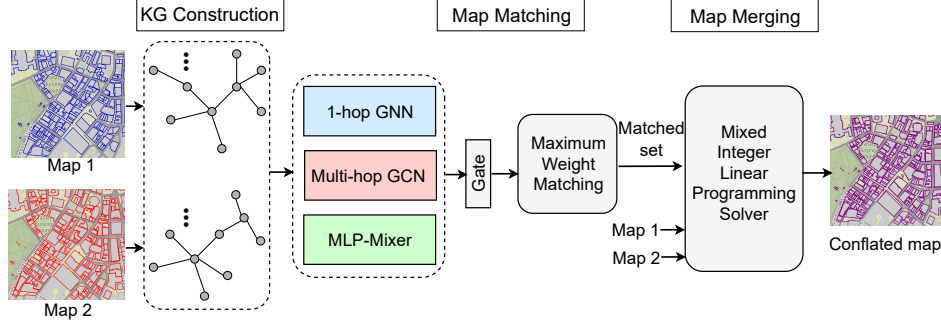 KG Construction
Map Matching
Map Merging
Map 1
Map 2
1-hop GNN
Multi-hop GCN
MLP-Mixer
Gate
Maximum
Weight
Matching
Matched
set
Map 1
Map 2
Mixed
Integer
Linear
Programming
Solver
Conflated map